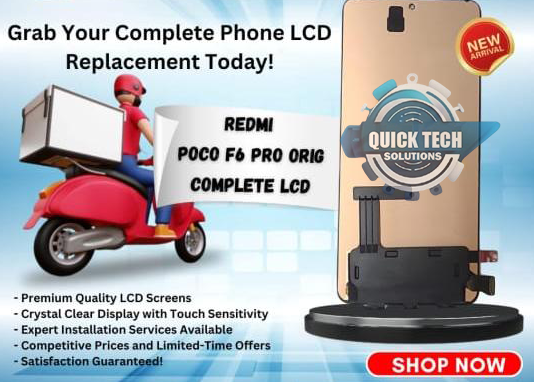 Grab Your Complete Phone LCD
Replacement Today!
NEW
ARRIVAL
REDMI
POCO F6 PRO ORIG
COMPLETE LCD
QUICK TECH
SOLUTIONS
- Premium Quality LCD Screens
- Crystal Clear Display with Touch Sensitivity
- Expert Installation Services Available
- Competitive Prices and Limited-Time Offers
- Satisfaction Guaranteed!
SHOP NOW